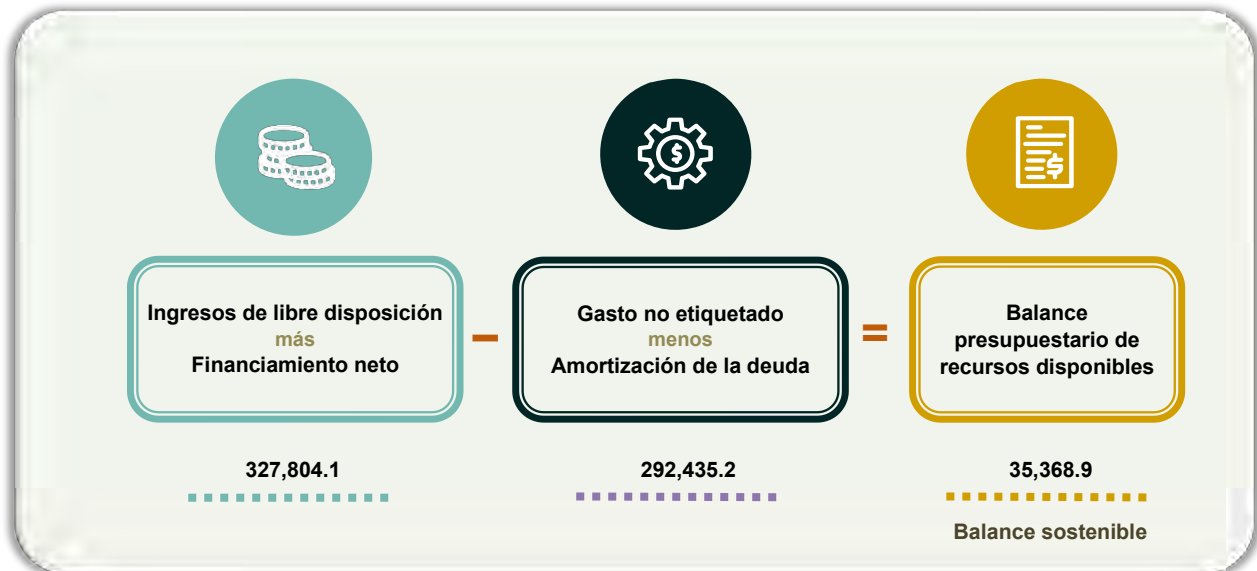 Ingresos de libre disposición
más
Financiamiento neto
Gasto no etiquetado
menos
Amortización de la deuda
Balance
presupuestario de
recursos disponibles
327,804.1
292,435.2
35,368.9
Balance sostenible